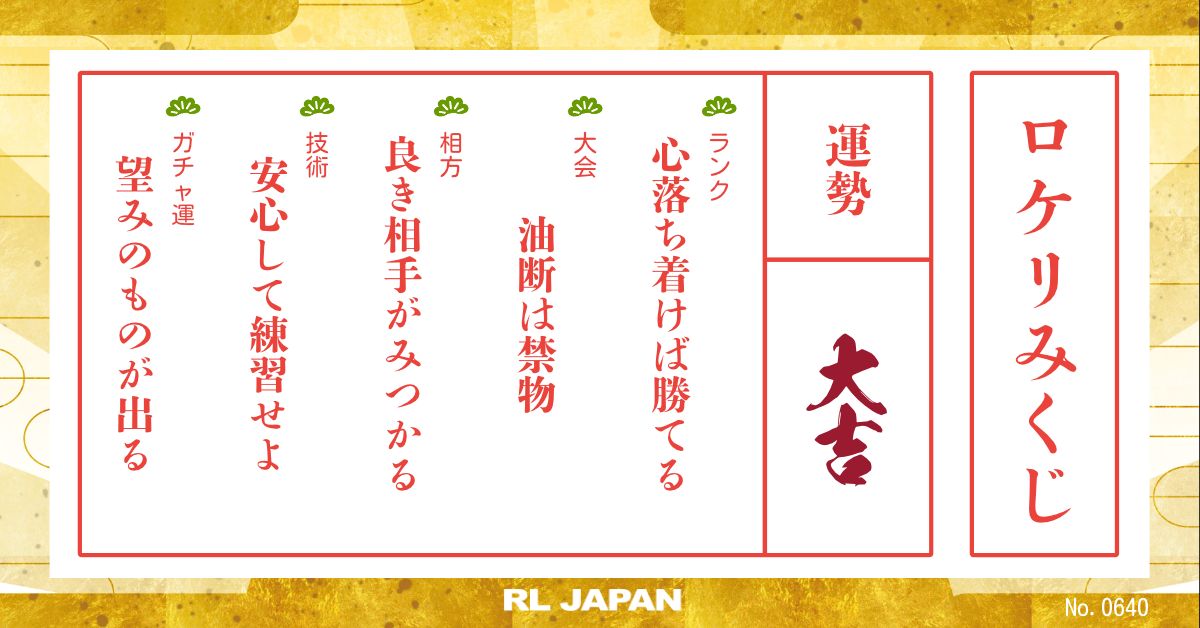 ロケリみくじ
運勢
大吉
ランク
心落ち着けば勝てる
大会
油断は禁物
相方
良き相手がみつかる
技術
安心して練習せよ
ガチャ運
望みのものが出る
RL JAPAN
No. 0640